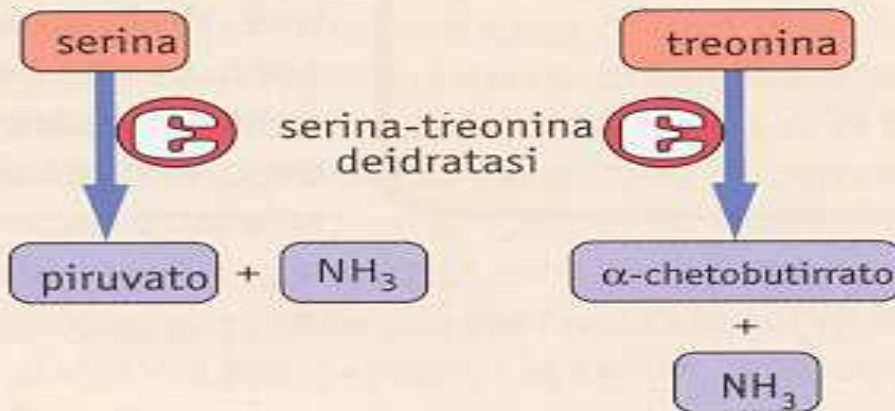 serina
treonina
serina-treonina
deidratasi
piruvato + NH₃
α-chetobutirrato
+
NH₃